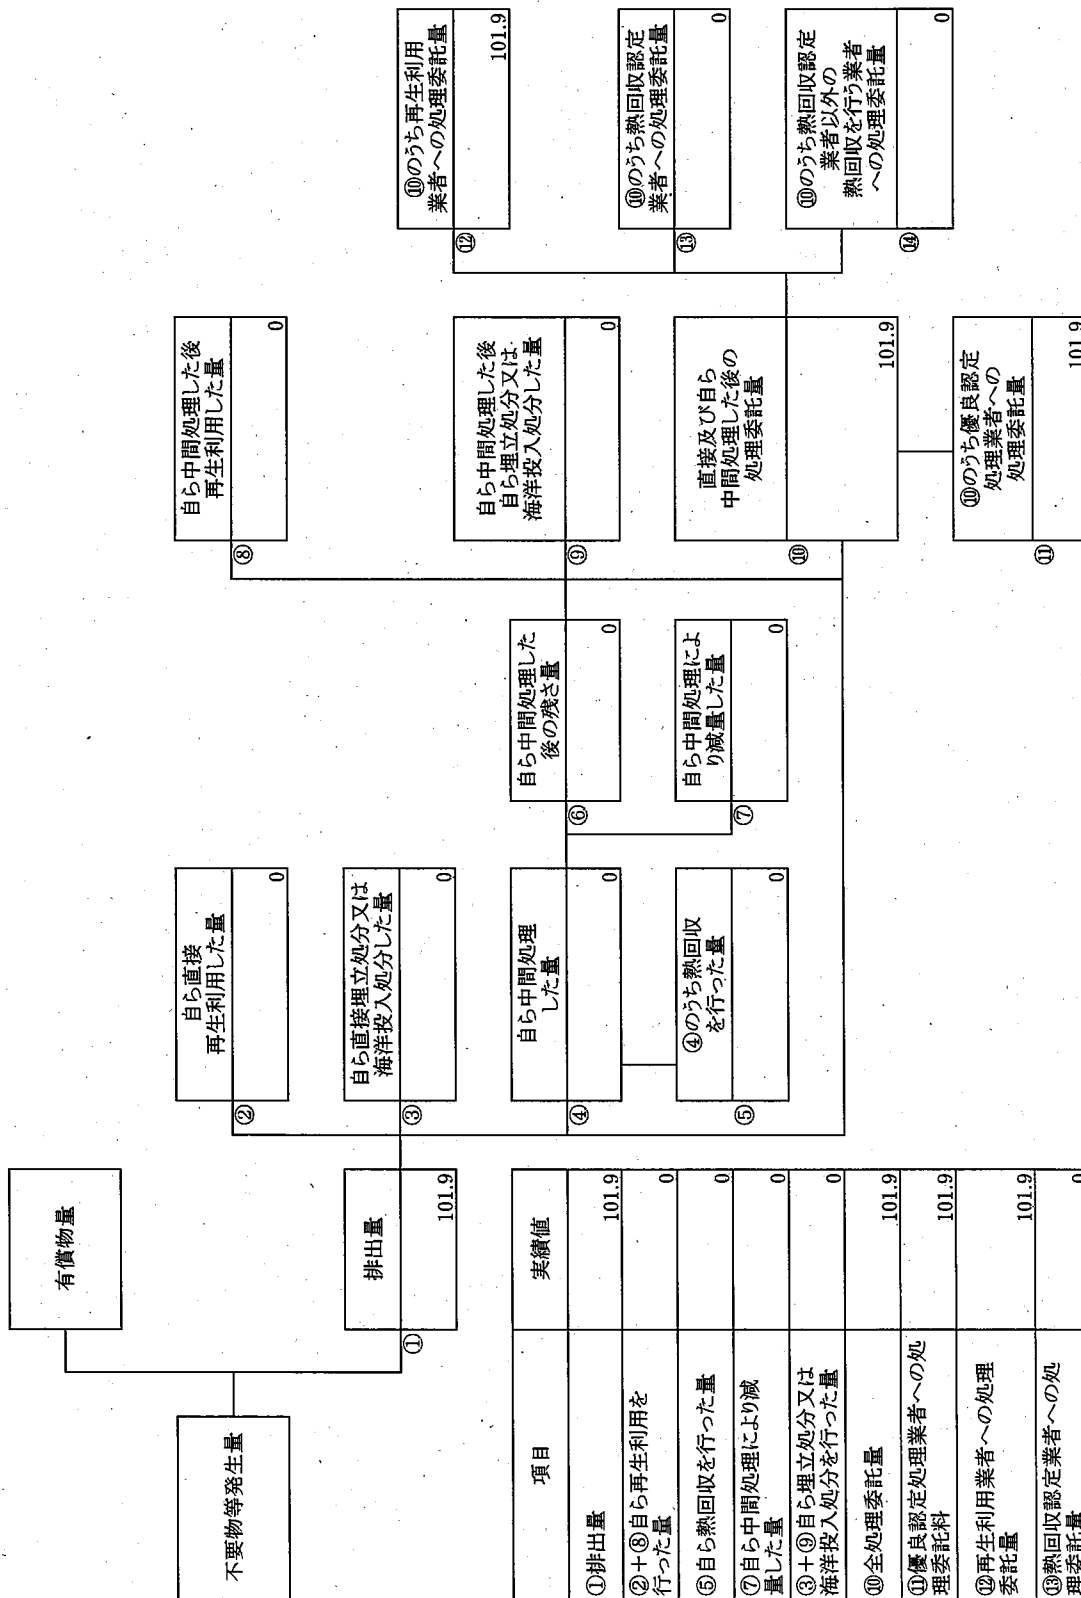 不要物等発生量
有償物量
①
排出量
101.9
②
自ら直接
再生利用した量
0
③
自ら直接埋立処分又は
海洋投入処分した量
0
④
自ら中間処理
した量
0
⑤
④のうち熱回収
を行った量
0
⑥
自ら中間処理した
後の残さ量
0
⑦
自ら中間処理によ
り減量した量
0
⑧
自ら中間処理した後
再生利用した量
0
⑨
自ら中間処理した後
自ら埋立処分又は
海洋投入処分した量
0
⑩
直接及び自ら
中間処理した後の
処理委託量
101.9
⑪
⑩のうち優良認定
処理業者への
処理委託量
101.9
⑫
⑩のうち再生利用
業者への処理委託量
101.9
⑬
⑩のうち熱回収認定
業者への処理委託量
0
⑭
⑩のうち熱回収認定
業者以外の
熱回収を行う業者
への処理委託量
0
項目 実績値
①排出量 101.9
②+⑧自ら再生利用を
行った量 0
⑤自ら熱回収を行った量 0
⑦自ら中間処理により減
量した量 0
③+⑨自ら埋立処分又は
海洋投入処分を行った量 0
⑩全処理委託量 101.9
⑪優良認定処理業者への処
理委託料 101.9
⑫再生利用業者への処理
委託量 101.9
⑬熱回収認定業者への処
理委託量 0